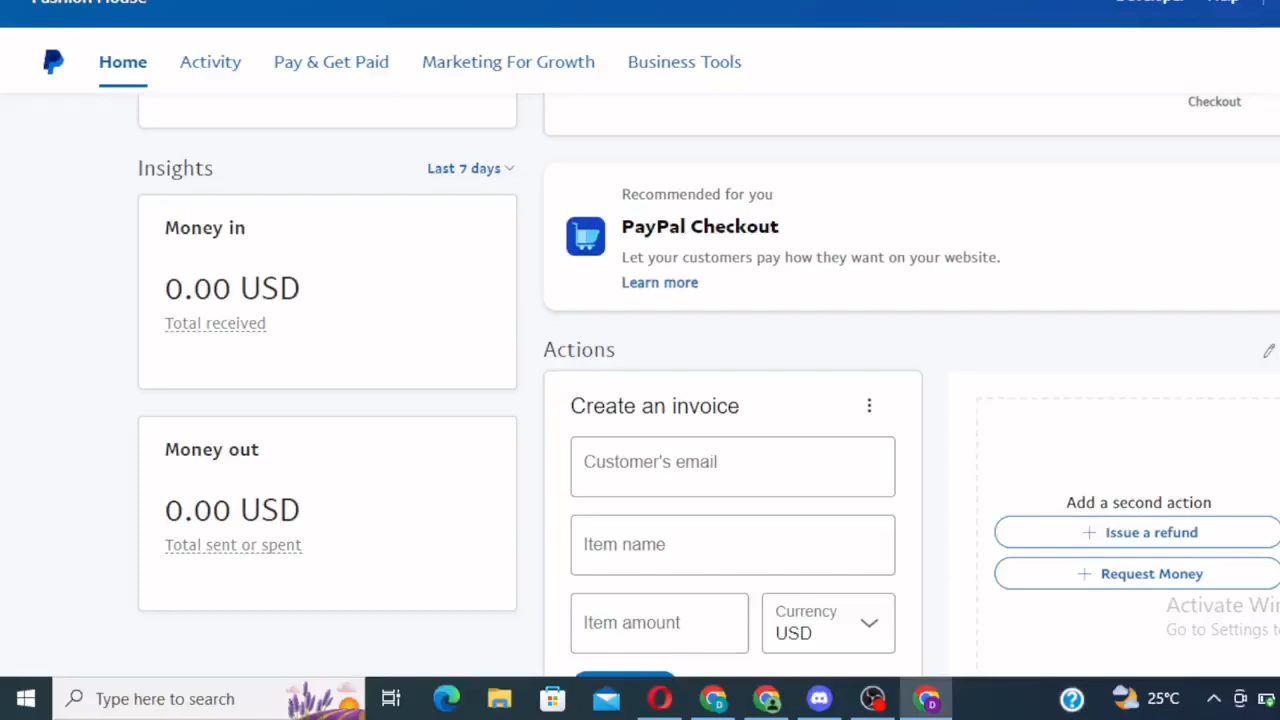 Fashion House
Developer Help
Home Activity Pay & Get Paid Marketing For Growth Business Tools
Checkout
Insights
Last 7 days
Money in
0.00 USD
Total received
Money out
0.00 USD
Total sent or spent
Recommended for you
PayPal Checkout
Let your customers pay how they want on your website.
Learn more
Actions
Create an invoice
Customer's email
Item name
Item amount
Currency
USD
Add a second action
Issue a refund
Request Money
Activate Wi
Go to Settings t
Type here to search
25°C